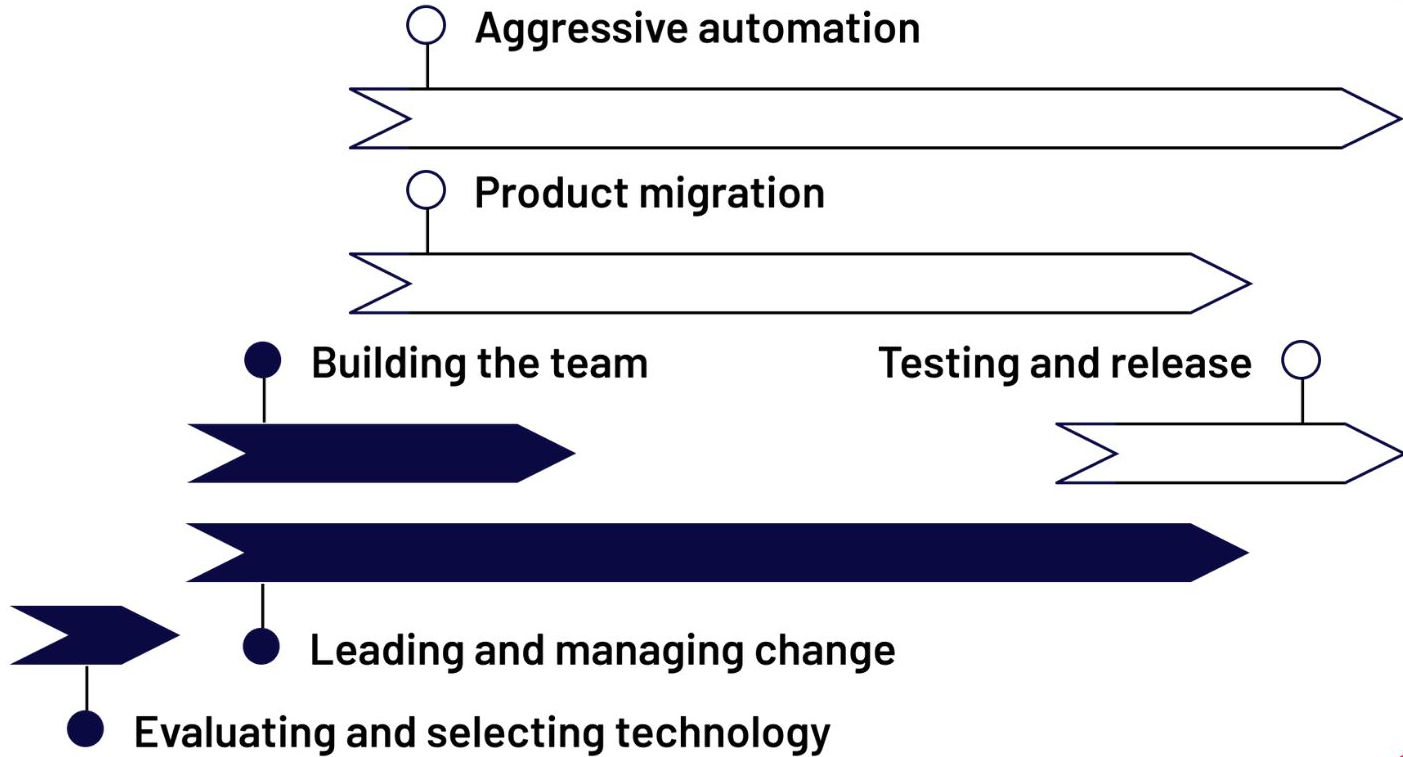 Aggressive automation
Product migration
Building the team
Testing and release
Leading and managing change
Evaluating and selecting technology